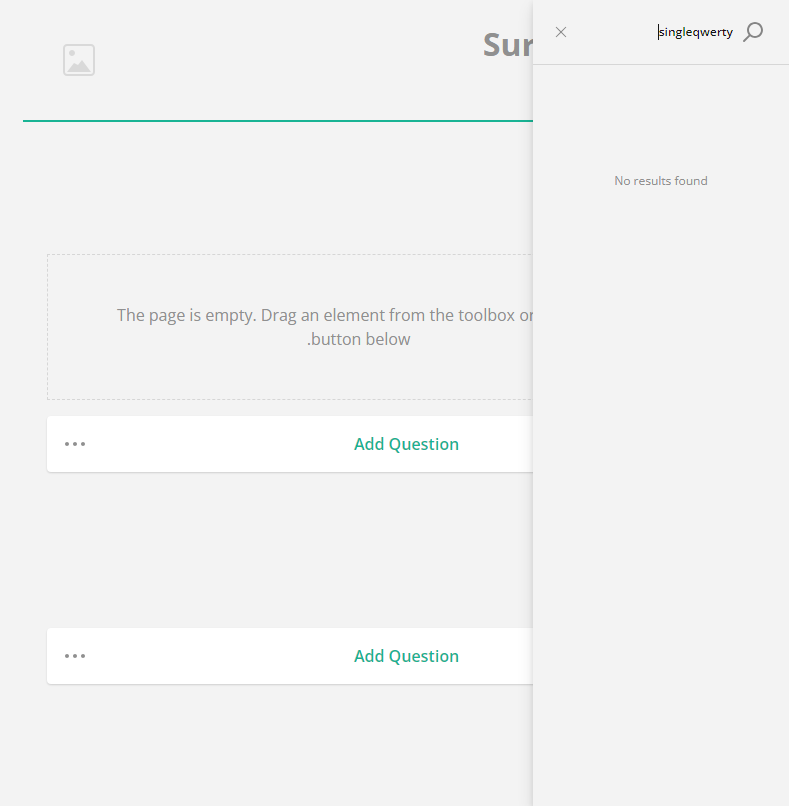 Sur
singleqwerty
No results found
The page is empty. Drag an element from the toolbox or
.button below
Add Question
Add Question